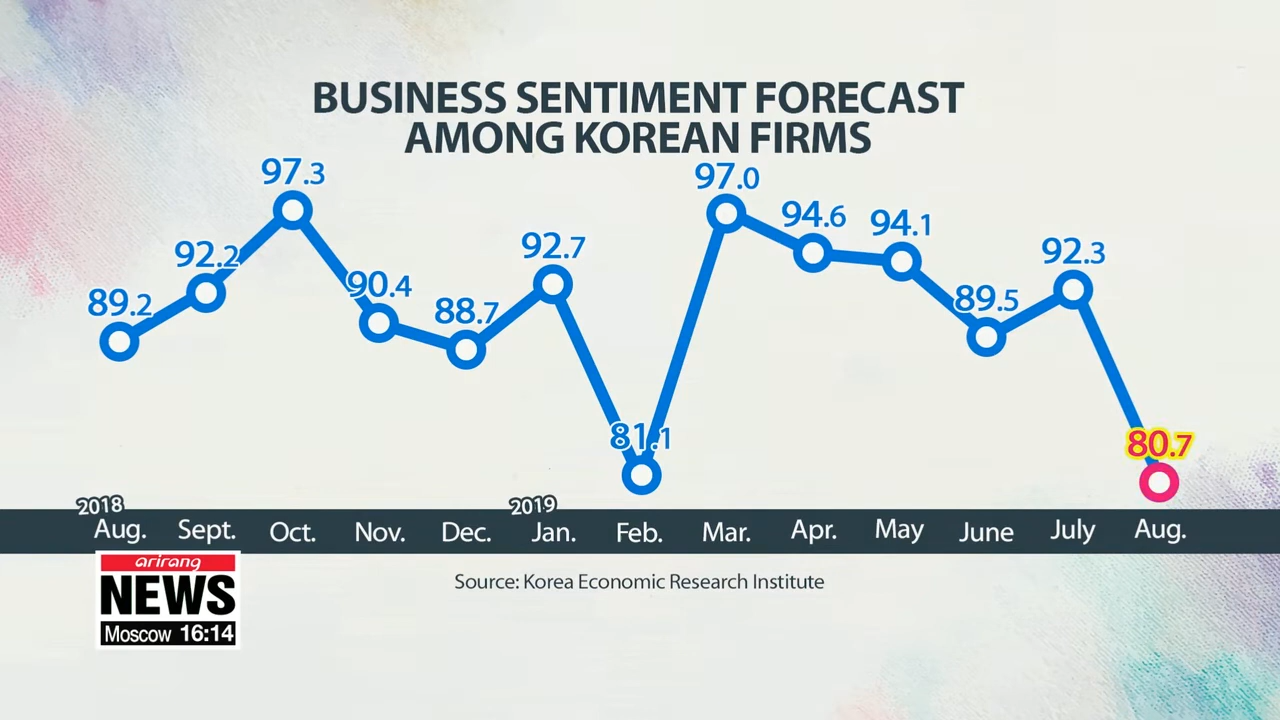 BUSINESS SENTIMENT FORECAST
AMONG KOREAN FIRMS
89.2
92.2
97.3
90.4
88.7
92.7
81.1
97.0
94.6
94.1
89.5
92.3
80.7
2018
2019
Aug. Sept. Oct. Nov. Dec. Jan. Feb. Mar. Apr. May June July Aug.
Source: Korea Economic Research Institute
arirang
NEWS
Moscow 16:14